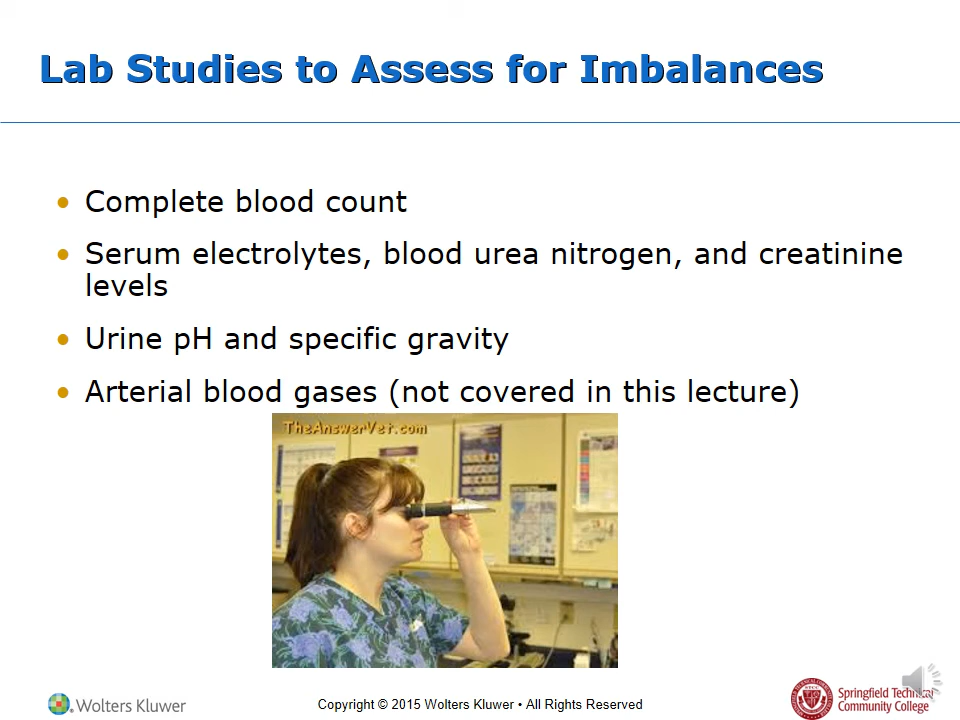 Lab Studies to Assess for Imbalances
• Complete blood count
• Serum electrolytes, blood urea nitrogen, and creatinine
levels
• Urine pH and specific gravity
• Arterial blood gases (not covered in this lecture)
TheAnswerVet.com
Wolters Kluwer
Copyright © 2015 Wolters Kluwer • All Rights Reserved
Springfield Technical
Community College